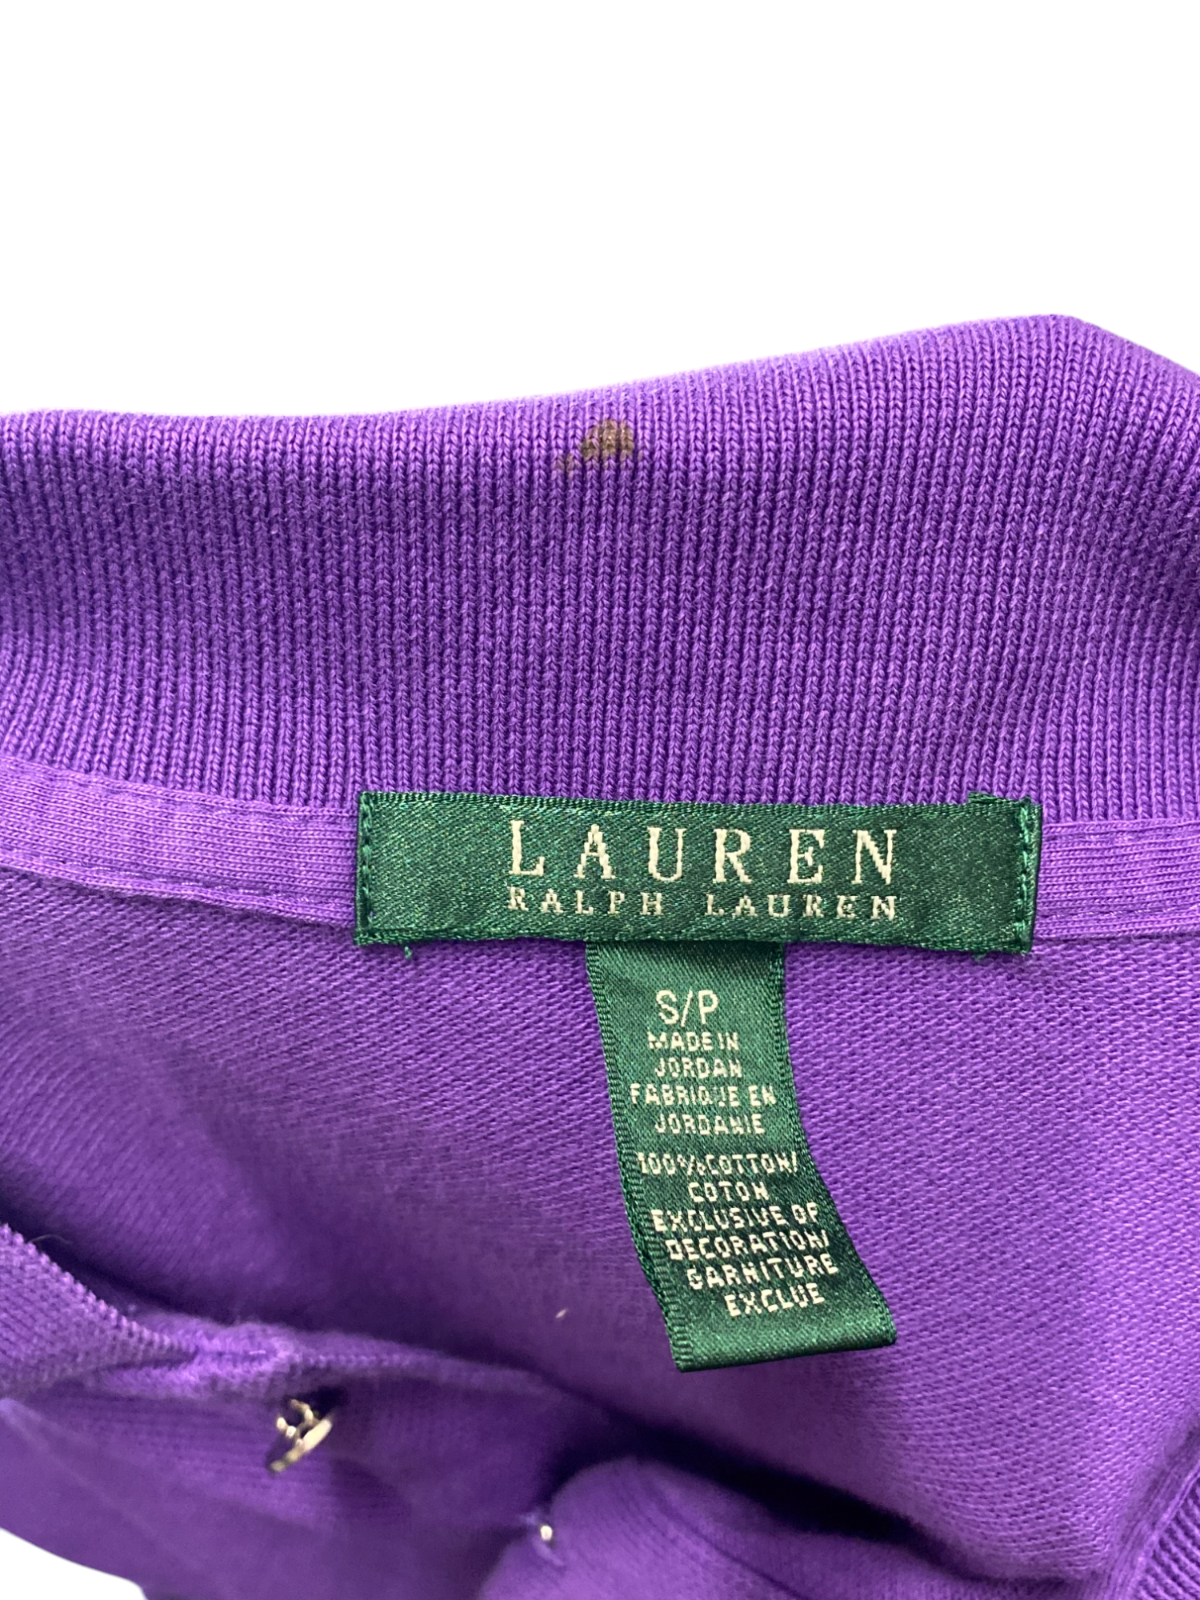 LAUREN
RALPH LAUREN
S/P
MADE IN
JORDAN
FABRIQUE EN
JORDANIE
100% COTTON/
COTON
EXCLUSIVE OF
DECORATION/
GARNITURE
EXCLUE